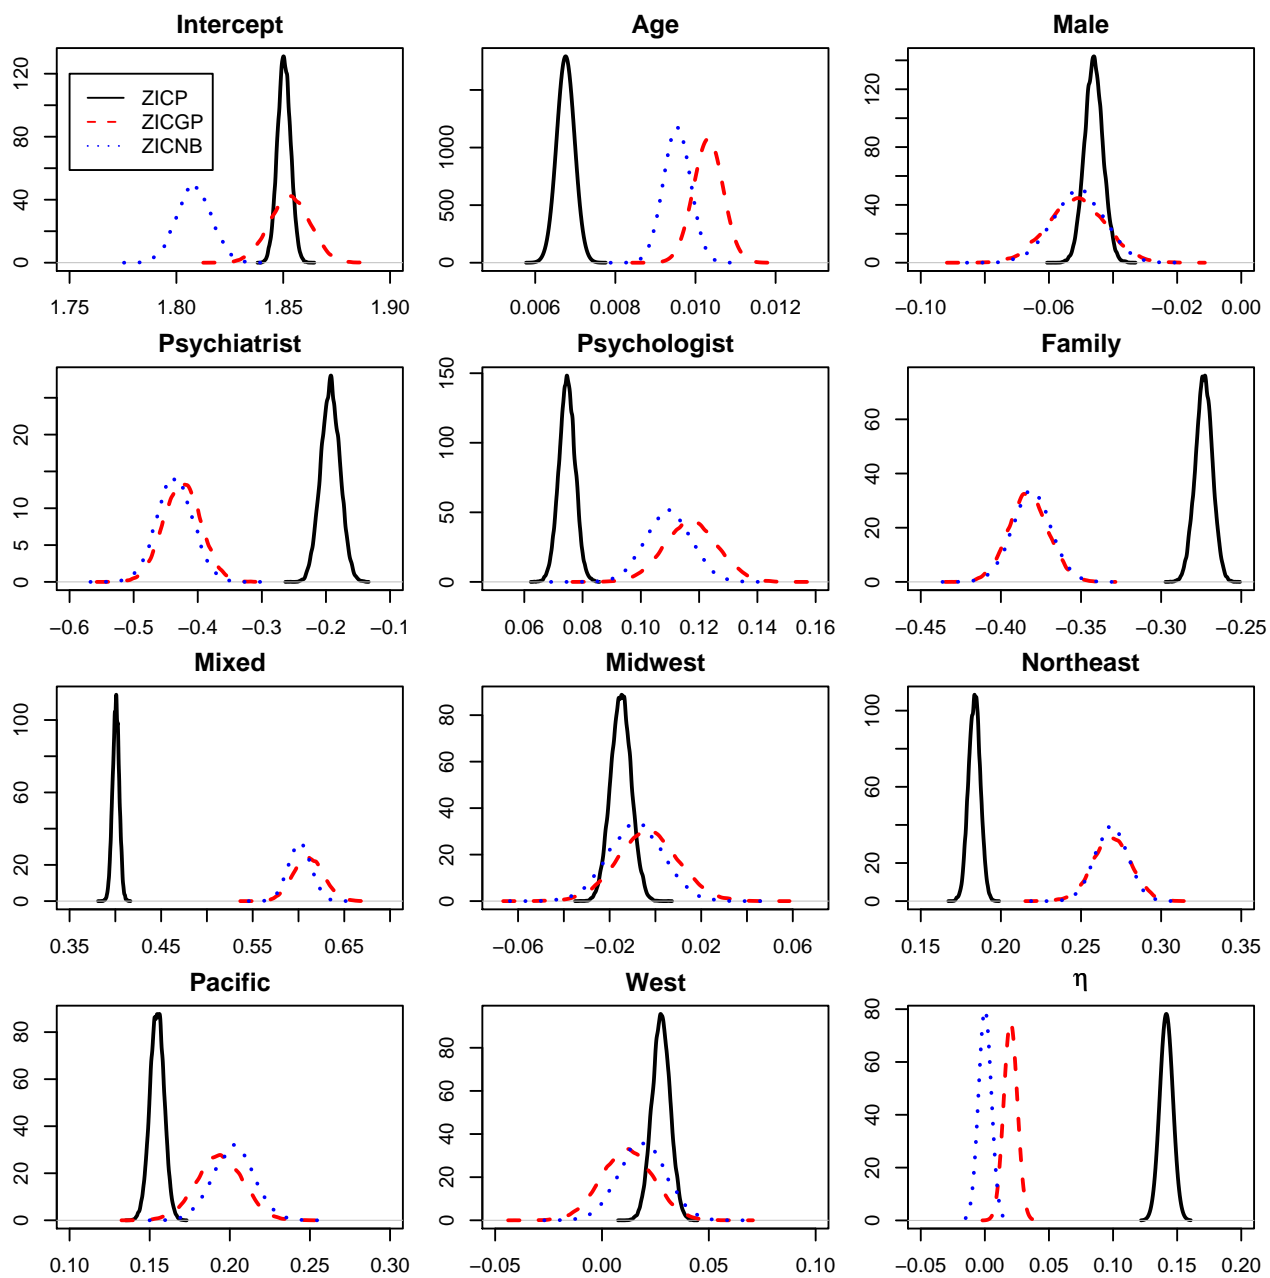 Intercept Age Male
0 40 80 120
1.75 1.80 1.85 1.90
ZICP
ZICGP
ZICNB
0 500 1000
0.006 0.008 0.010 0.012
0 40 80 120
−0.10 −0.06 −0.02 0.00
Psychiatrist Psychologist Family
0 5 10 20
−0.6 −0.5 −0.4 −0.3 −0.2 −0.1
0 50 100 150
0.06 0.08 0.10 0.12 0.14 0.16
0 20 40 60
−0.45 −0.40 −0.35 −0.30 −0.25
Mixed Midwest Northeast
0 20 60 100
0.35 0.45 0.55 0.65
0 20 40 60 80
−0.06 −0.02 0.02 0.06
0 20 60 100
0.15 0.20 0.25 0.30 0.35
Pacific West η
0 20 40 60 80
0.10 0.15 0.20 0.25 0.30
0 20 40 60 80
−0.05 0.00 0.05 0.10
0 20 40 60 80
−0.05 0.00 0.05 0.10 0.15 0.20